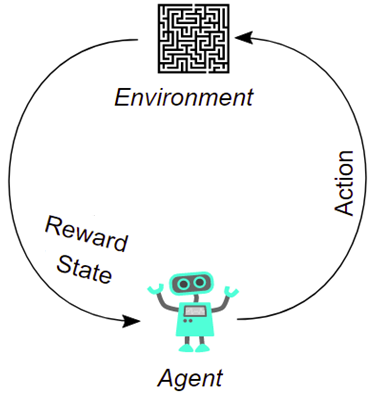 Environment
Reward
State
Action
Agent